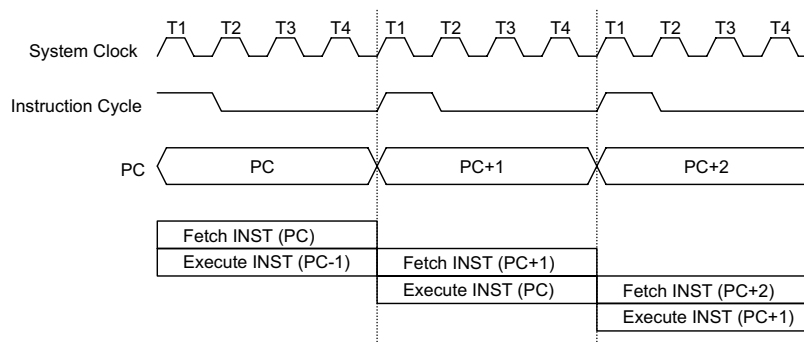 T1 T2 T3 T4 T1 T2 T3 T4 T1 T2 T3 T4
System Clock
Instruction Cycle
PC PC PC+1 PC+2
Fetch INST (PC)
Execute INST (PC-1) Fetch INST (PC+1)
Execute INST (PC) Fetch INST (PC+2)
Execute INST (PC+1)